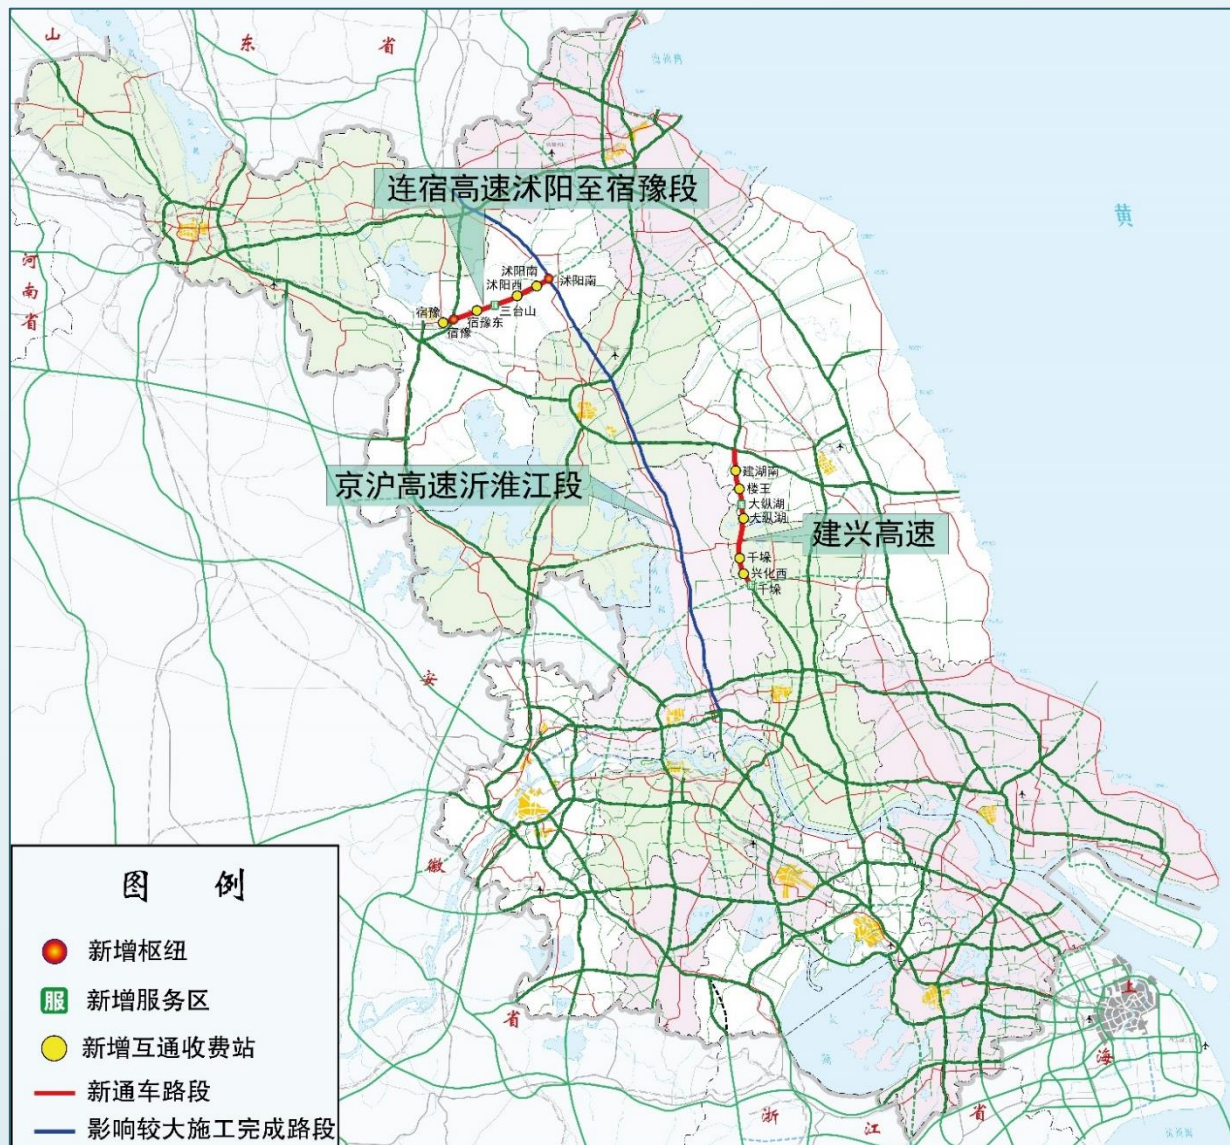 山
东
省
连宿高速沭阳至宿豫段
黄
河
南
省
沭阳南
沭阳西
沭阳南
三台山
宿豫
宿豫东
宿豫
京沪高速沂淮江段
建湖南
楼王
服
大纵湖
大纵湖
建兴高速
千垛
兴化西
千垛
安
徽
省
上
海
浙
江
省
图 例
新增枢纽
服 新增服务区
新增互通收费站
新通车路段
影响较大施工完成路段